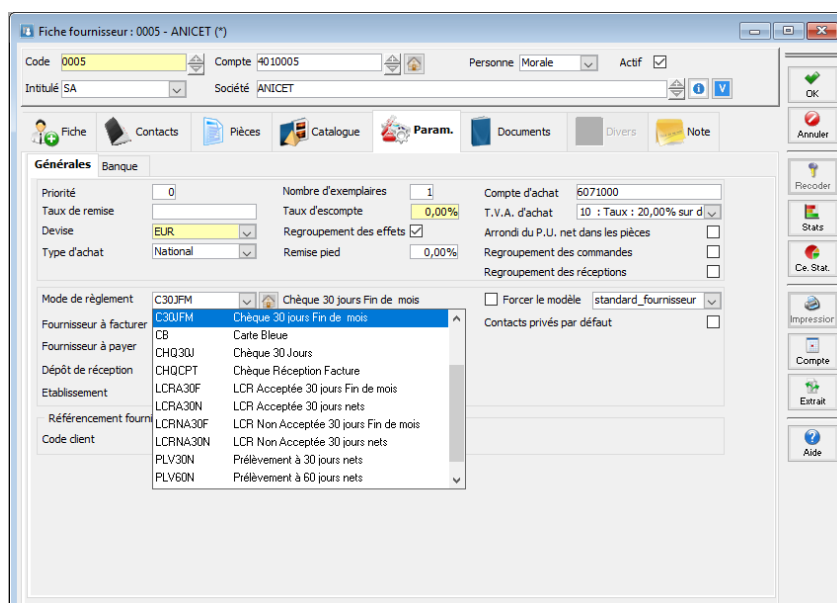 Fiche fournisseur : 0005 - ANICET (*)
Code 0005 Compte 4010005 Personne Morale Actif
Intitulé SA Société ANICET
Fiche Contacts Pièces Catalogue Param. Documents Divers Note
Générales Banque
Priorité 0 Nombre d'exemplaires 1 Compte d'achat 6071000
Taux de remise Taux d'escompte 0,00% T.V.A. d'achat 10 : Taux : 20,00% sur d
Devise EUR Regroupement des effets Arrondi du P.U. net dans les pièces
Type d'achat National Remise pied 0,00% Regroupement des commandes
Regroupement des réceptions
Mode de règlement C30JFM Chèque 30 jours Fin de mois Forcer le modèle standard_fournisseur
Fournisseur à facturer Contacts privés par défaut
Fournisseur à payer
Dépôt de réception
Etablissement
Référencement fourni
Code client
C30JFM Chèque 30 jours Fin de mois
CB Carte Bleue
CHQ30J Chèque 30 Jours
CHQCPT Chèque Réception Facture
LCRA30F LCR Acceptée 30 jours Fin de mois
LCRA30N LCR Acceptée 30 jours nets
LCRNA30F LCR Non Acceptée 30 jours Fin de mois
LCRNA30N LCR Non Acceptée 30 jours nets
PLV30N Prélèvement à 30 jours nets
PLV60N Prélèvement à 60 jours nets
OK
Annuler
Recoder
Stats
Ce. Stat.
Impression
Compte
Extrait
Aide